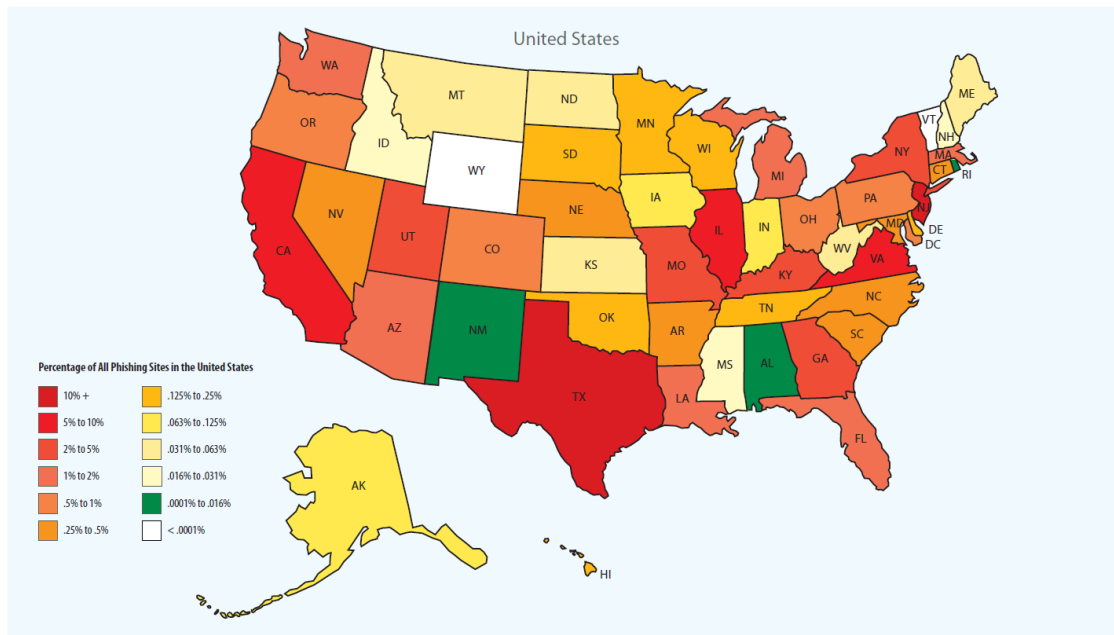 United States
WA
MT
ND
ME
OR
ID
MN
VT
NH
SD
WI
NY
MA
WY
MI
CT
RI
IA
PA
NV
NE
NJ
UT
IL
IN
OH
MD
DE
CO
DC
CA
WV
VA
KS
MO
KY
NC
AZ
NM
OK
TN
AR
SC
MS
AL
GA
TX
LA
FL
Percentage of All Phishing Sites in the United States
10% +
.125% to .25%
5% to 10%
.063% to .125%
2% to 5%
.031% to .063%
1% to 2%
.016% to .031%
.5% to 1%
.0001% to .016%
.25% to .5%
< .0001%
AK
HI